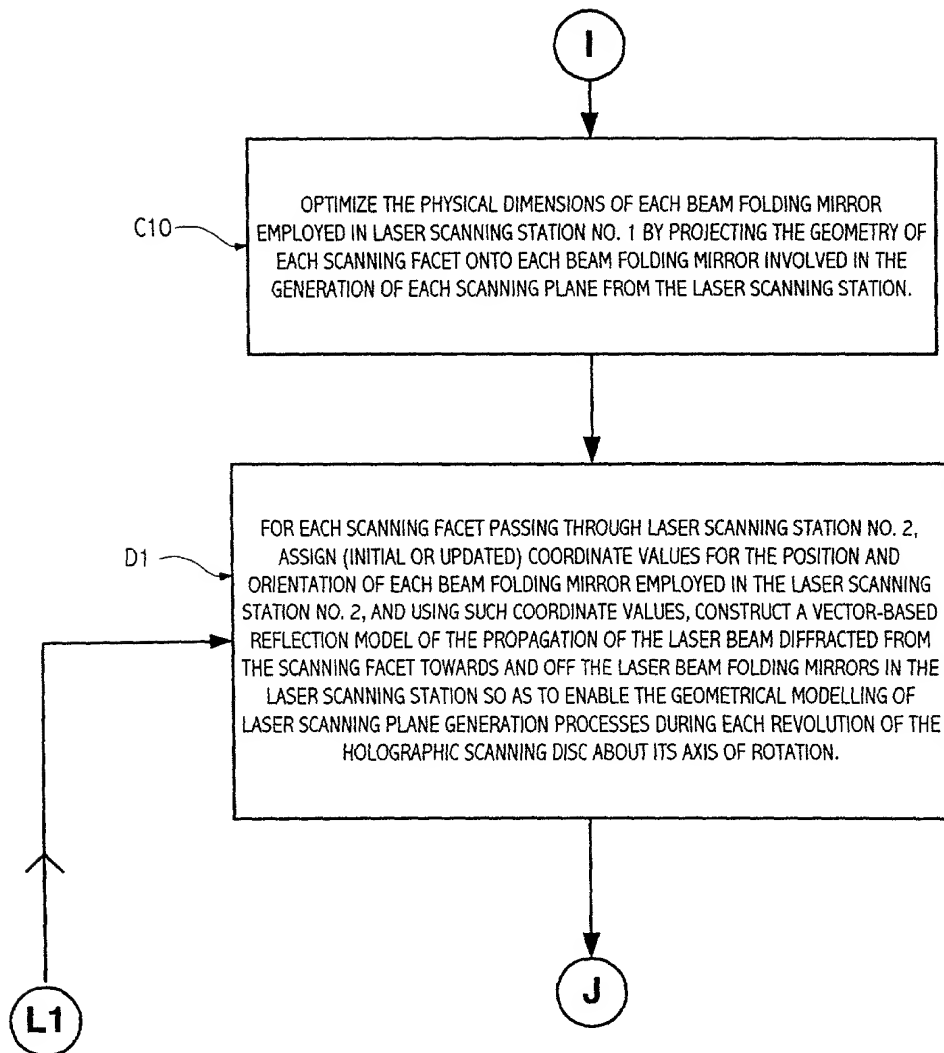 I
C10
OPTIMIZE THE PHYSICAL DIMENSIONS OF EACH BEAM FOLDING MIRROR
EMPLOYED IN LASER SCANNING STATION NO. 1 BY PROJECTING THE GEOMETRY OF
EACH SCANNING FACET ONTO EACH BEAM FOLDING MIRROR INVOLVED IN THE
GENERATION OF EACH SCANNING PLANE FROM THE LASER SCANNING STATION.
D1
FOR EACH SCANNING FACET PASSING THROUGH LASER SCANNING STATION NO. 2,
ASSIGN (INITIAL OR UPDATED) COORDINATE VALUES FOR THE POSITION AND
ORIENTATION OF EACH BEAM FOLDING MIRROR EMPLOYED IN THE LASER SCANNING
STATION NO. 2, AND USING SUCH COORDINATE VALUES, CONSTRUCT A VECTOR-BASED
REFLECTION MODEL OF THE PROPAGATION OF THE LASER BEAM DIFFRACTED FROM
THE SCANNING FACET TOWARDS AND OFF THE LASER BEAM FOLDING MIRRORS IN THE
LASER SCANNING STATION SO AS TO ENABLE THE GEOMETRICAL MODELLING OF
LASER SCANNING PLANE GENERATION PROCESSES DURING EACH REVOLUTION OF THE
HOLOGRAPHIC SCANNING DISC ABOUT ITS AXIS OF ROTATION.
L1
J